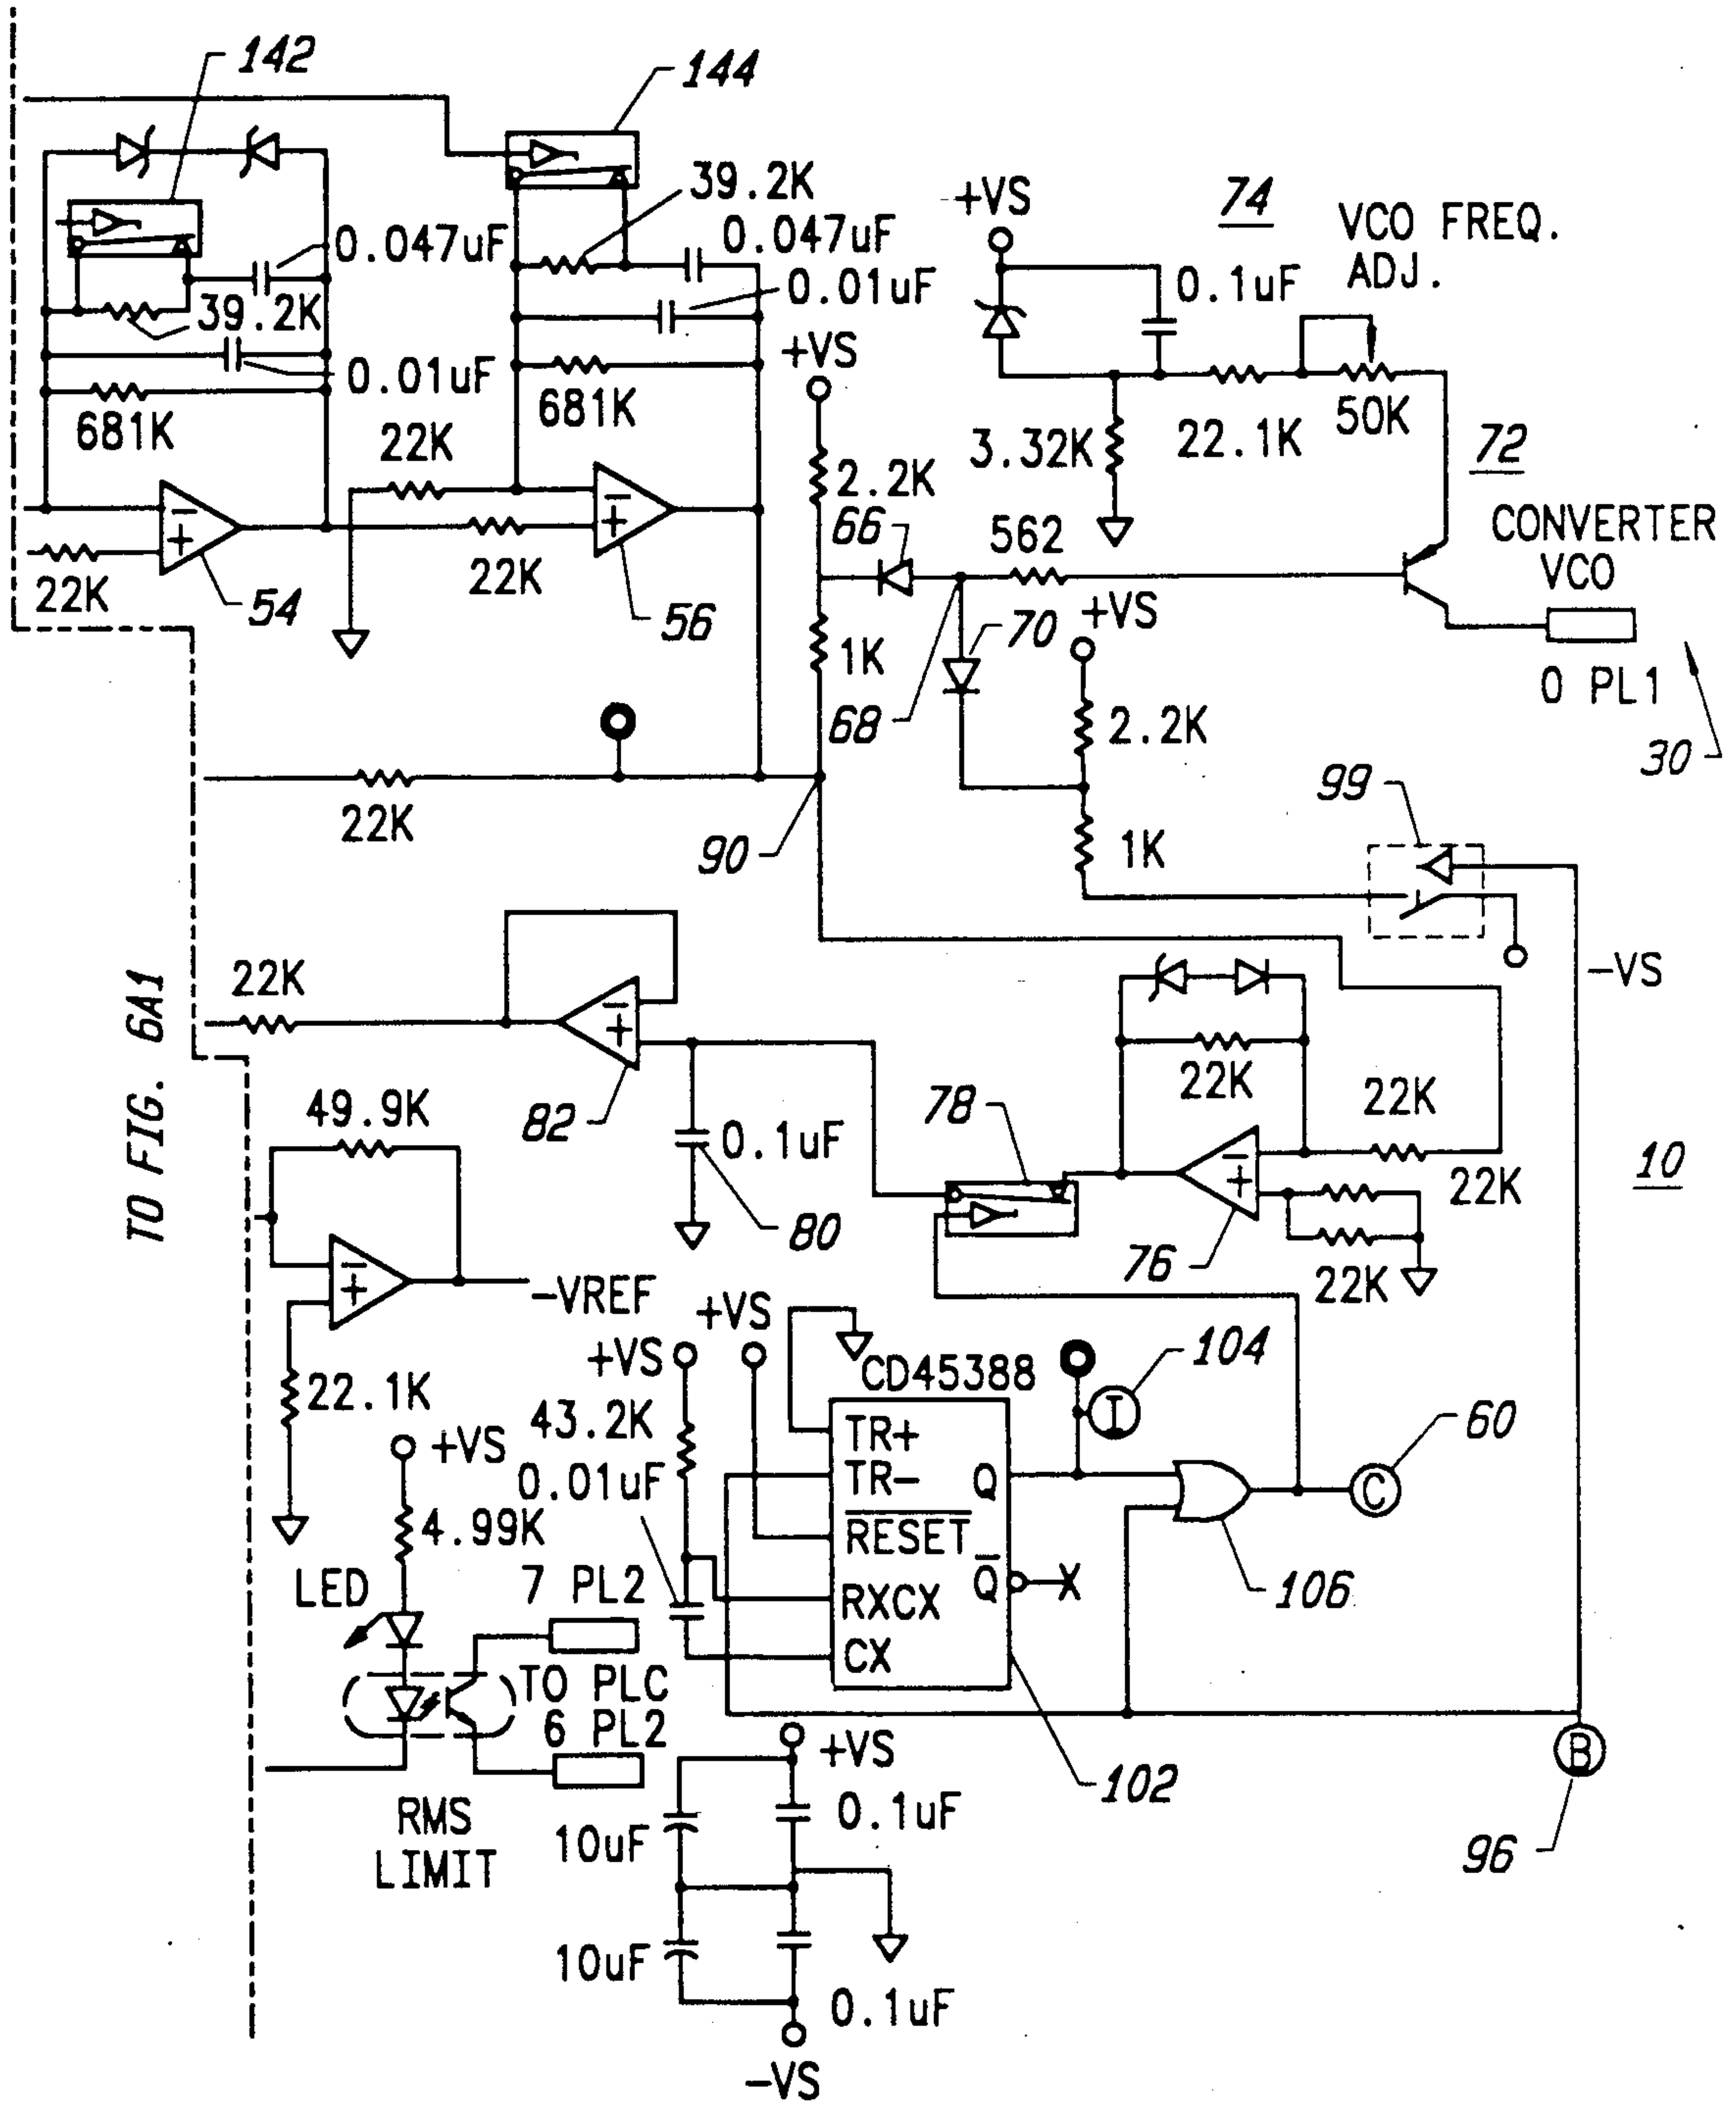 142
144
39.2K
0.047uF
0.01uF
0.047uF
39.2K
0.01uF
681K
681K
22K
22K
22K
54
56
+VS
74
VCO FREQ.
ADJ.
0.1uF
+VS
3.32K
22.1K
50K
72
2.2K
66
562
CONVERTER
VCO
1K
68
70
+VS
0 PL1
30
2.2K
1K
99
22K
90
-VS
TO FIG. 6A1
22K
−
+
82
0.1uF
80
78
22K
22K
22K
22K
76
10
49.9K
-VREF
22.1K
+VS
4.99K
LED
7 PL2
TO PLC
6 PL2
RMS
LIMIT
+VS
+VS
43.2K
0.01uF
CD45388
TR+
TR-
RESET
RXCX
CX
Q
Q
X
I
104
C
60
106
102
B
96
+VS
10uF
0.1uF
10uF
0.1uF
-VS